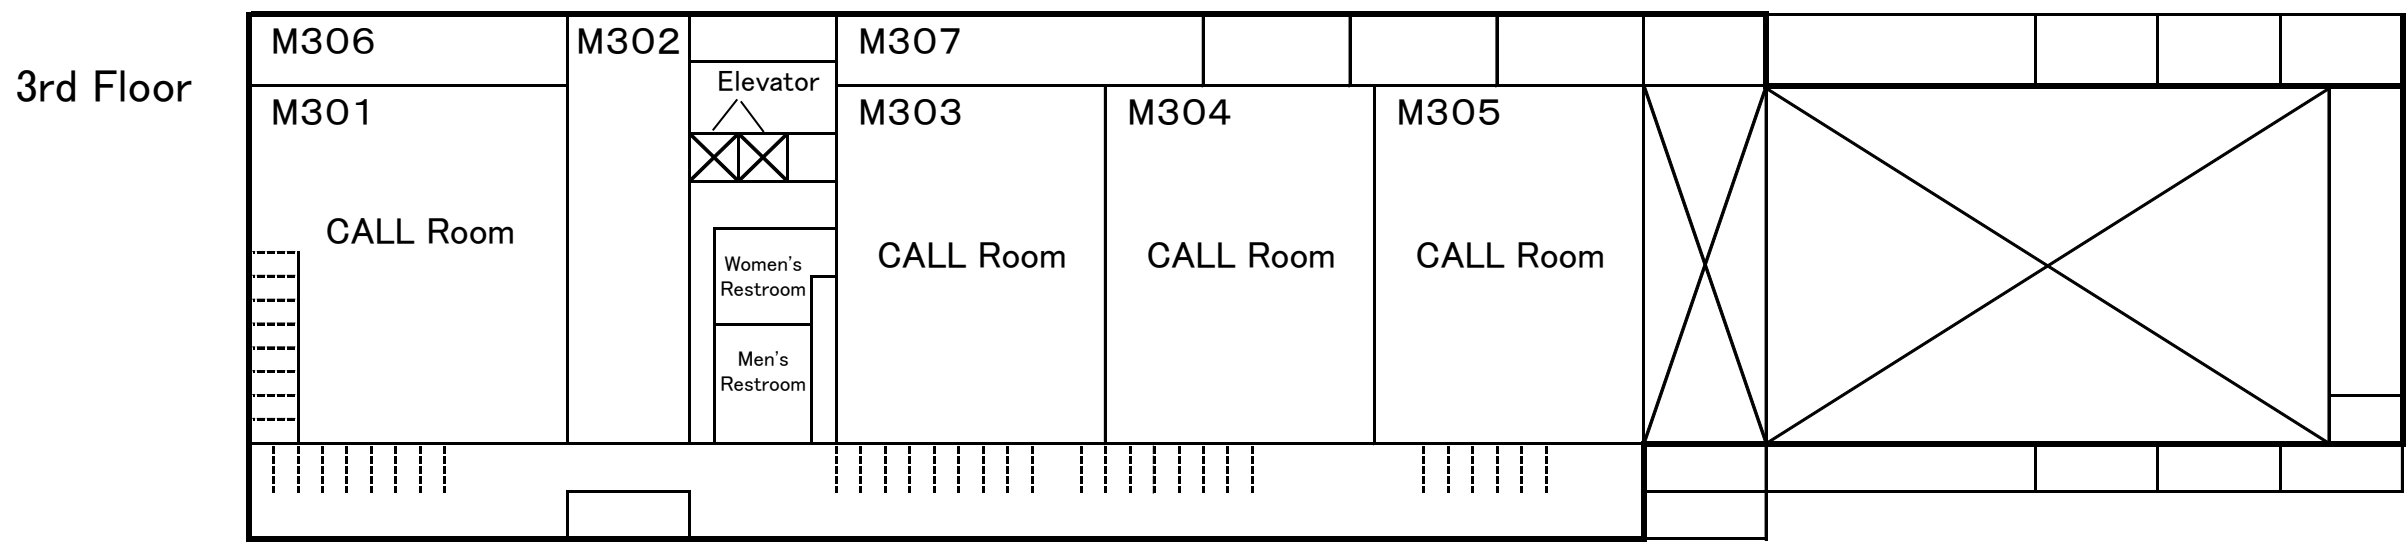 3rd Floor
M306
M302
M307
Elevator
M301
M303
M304
M305
CALL Room
CALL Room
CALL Room
CALL Room
Women's
Restroom
Men's
Restroom